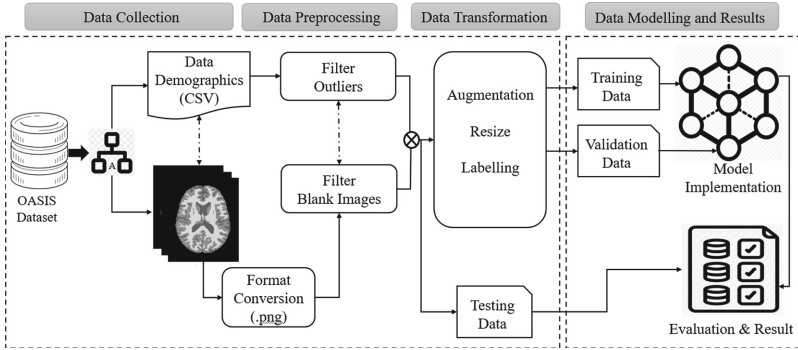 Data Collection
Data Preprocessing
Data Transformation
Data Modelling and Results
OASIS
Dataset
A
Data
Demographics
(CSV)
Format
Conversion
(.png)
Filter
Outliers
Filter
Blank Images
Augmentation
Resize
Labelling
Testing
Data
Training
Data
Validation
Data
Model
Implementation
Evaluation & Result